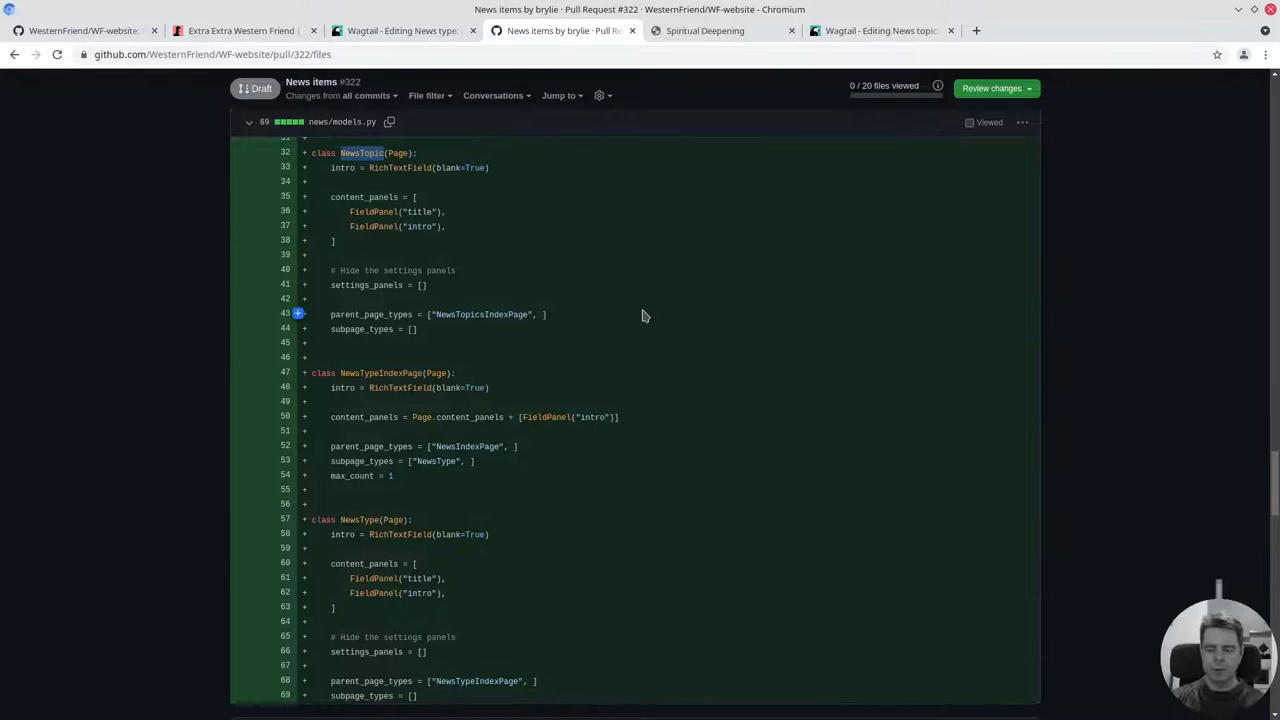 News items by brylie · Pull Request #322 · WesternFriend/WF-website - Chromium
WesternFriend/WF-website: W
Extra Extra Western Friend
Wagtail - Editing News type:
News items by brylie · Pull Re
Spiritual Deepening
Wagtail - Editing News topic:
github.com/WesternFriend/WF-website/pull/322/files
Draft
News items #322
Changes from all commits
File filter
Conversations
Jump to
0 / 20 files viewed
Review changes
69 news/models.py
Viewed
31 +
32 + class NewsTopic(Page):
33 + intro = RichTextField(blank=True)
34 +
35 + content_panels = [
36 + FieldPanel("title"),
37 + FieldPanel("intro"),
38 + ]
39 +
40 + # Hide the settings panels
41 + settings_panels = []
42 +
43 + parent_page_types = ["NewsTopicsIndexPage", ]
44 + subpage_types = []
45 +
46 +
47 + class NewsTypeIndexPage(Page):
48 + intro = RichTextField(blank=True)
49 +
50 + content_panels = Page.content_panels + [FieldPanel("intro")]
51 +
52 + parent_page_types = ["NewsIndexPage", ]
53 + subpage_types = ["NewsType", ]
54 + max_count = 1
55 +
56 +
57 + class NewsType(Page):
58 + intro = RichTextField(blank=True)
59 +
60 + content_panels = [
61 + FieldPanel("title"),
62 + FieldPanel("intro"),
63 + ]
64 +
65 + # Hide the settings panels
66 + settings_panels = []
67 +
68 + parent_page_types = ["NewsTypeIndexPage", ]
69 + subpage_types = []